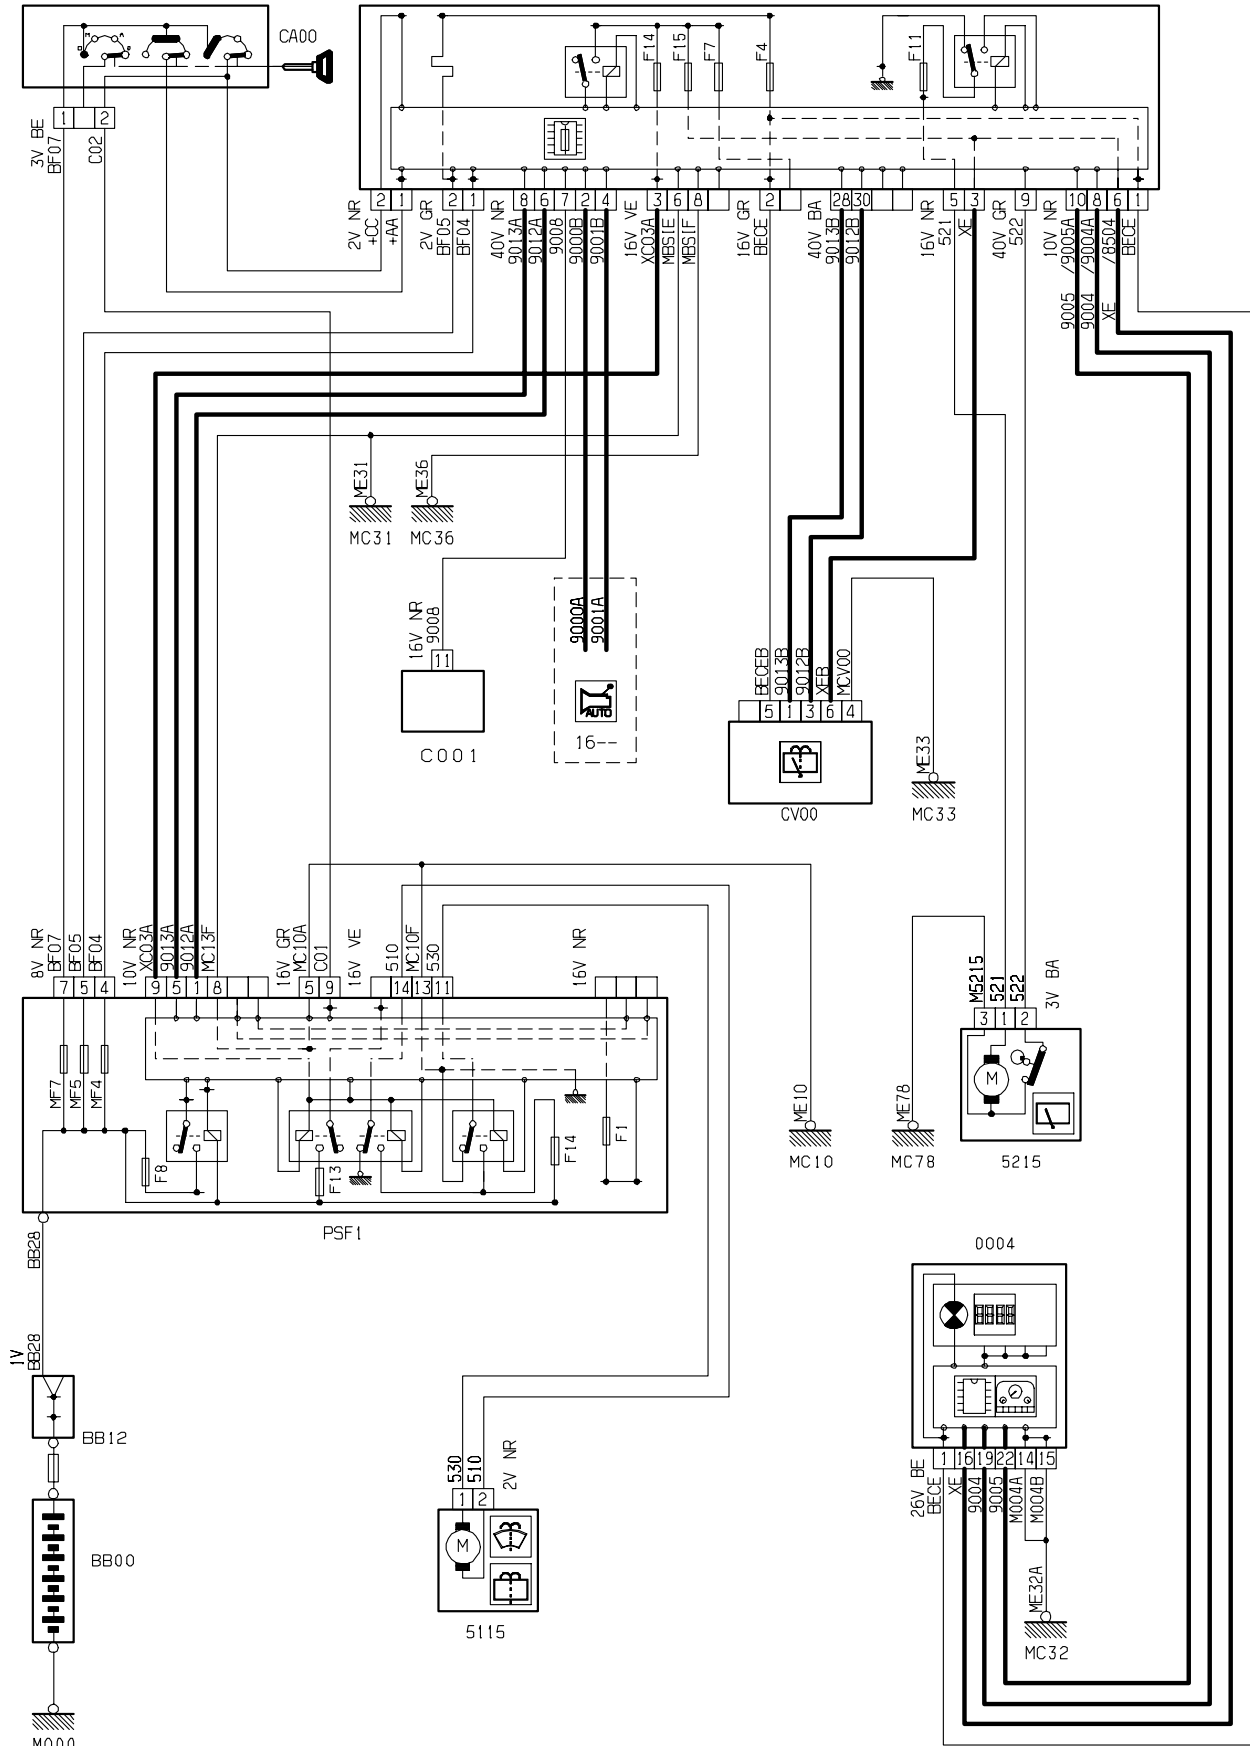 CA00
M A
D D
F14
F15
F7
F4
F11
1 2
3V BE
BF07
C02
2 1
2V NR
+CC
+AA
2 1
2V GR
BF05
BF04
8 6 7 2 4
40V NR
9013A
9012A
9008
9000B
9001B
3 6 8
16V VE
XC03A
MBSIE
MBSIF
2
16V GR
BECE
28 30
40V BA
9013B
9012B
5 3
16V NR
521
XE
9
40V GR
522
10 8 6 1
10V NR
9005 /9005A
9004 /9004A
XE /8504
BECE
ME31
ME36
MC31
MC36
16V NR
9008
11
C001
9000A
9001A
AUTO
16--
BECEB
9013B
9012B
XEB
MCV00
5 1 3 6 4
CV00
ME33
MC33
8V NR
BF07
BF05
BF04
7 5 4
10V NR
XC03A
9013A
9012A
MC13F
9 5 1 8
16V GR
MC10A
C01
5 9
16V VE
510
MC10F
530
14 13 11
16V NR
MF7
MF5
MF4
F8
F13
F14
F1
PSF1
ME10
MC10
ME78
MC78
M5215
521
522
3V BA
3 1 2
M
5215
BB28
1V
BB28
BB12
BB00
M000
530
510
2V NR
1 2
M
5115
0004
1 16 19 22 14 15
26V BE
BECE
XE
9004
9005
M004A
M004B
ME32A
MC32